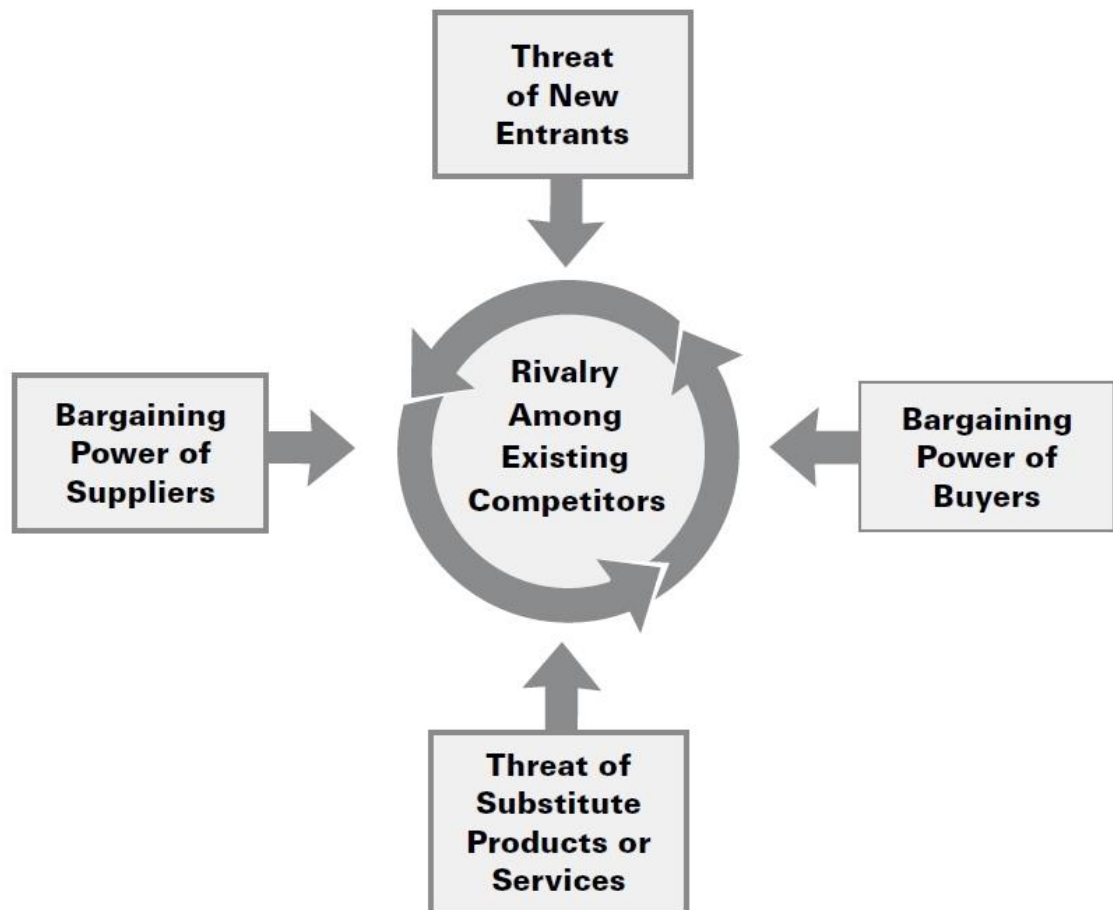 Threat
of New
Entrants
Bargaining
Power of
Suppliers
Rivalry
Among
Existing
Competitors
Bargaining
Power of
Buyers
Threat of
Substitute
Products or
Services